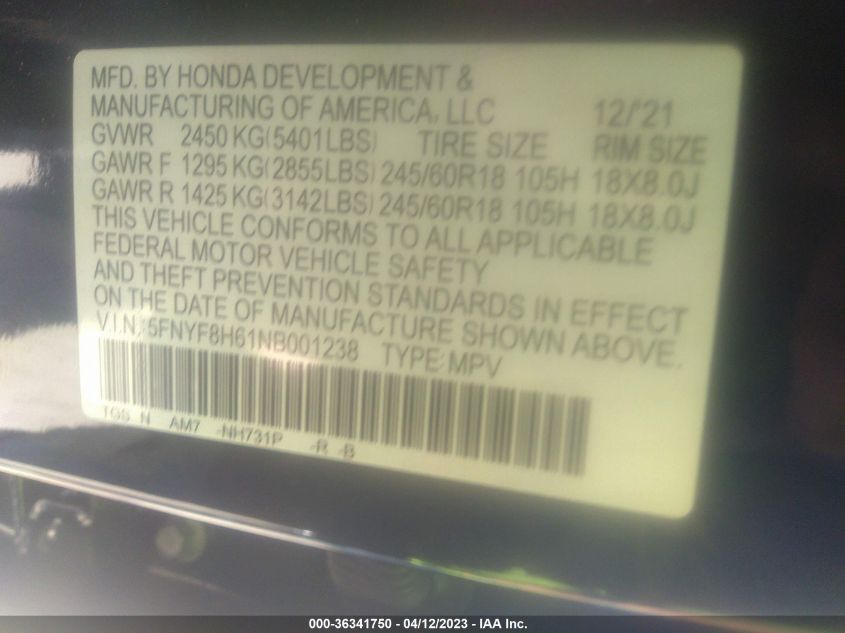 MFD. BY HONDA DEVELOPMENT &
MANUFACTURING OF AMERICA, LLC 12/'21
GVWR 2450 KG(5401LBS) TIRE SIZE RIM SIZE
GAWR F 1295 KG(2855LBS) 245/60R18 105H 18X8.0J
GAWR R 1425 KG(3142LBS) 245/60R18 105H 18X8.0J
THIS VEHICLE CONFORMS TO ALL APPLICABLE
FEDERAL MOTOR VEHICLE SAFETY
AND THEFT PREVENTION STANDARDS IN EFFECT
ON THE DATE OF MANUFACTURE SHOWN ABOVE.
V.I.N.:5FNYF8H61NB001238 TYPE:MPV
TGS N AM7 -NH731P -R -B
000-36341750 - 04/12/2023 - IAA Inc.